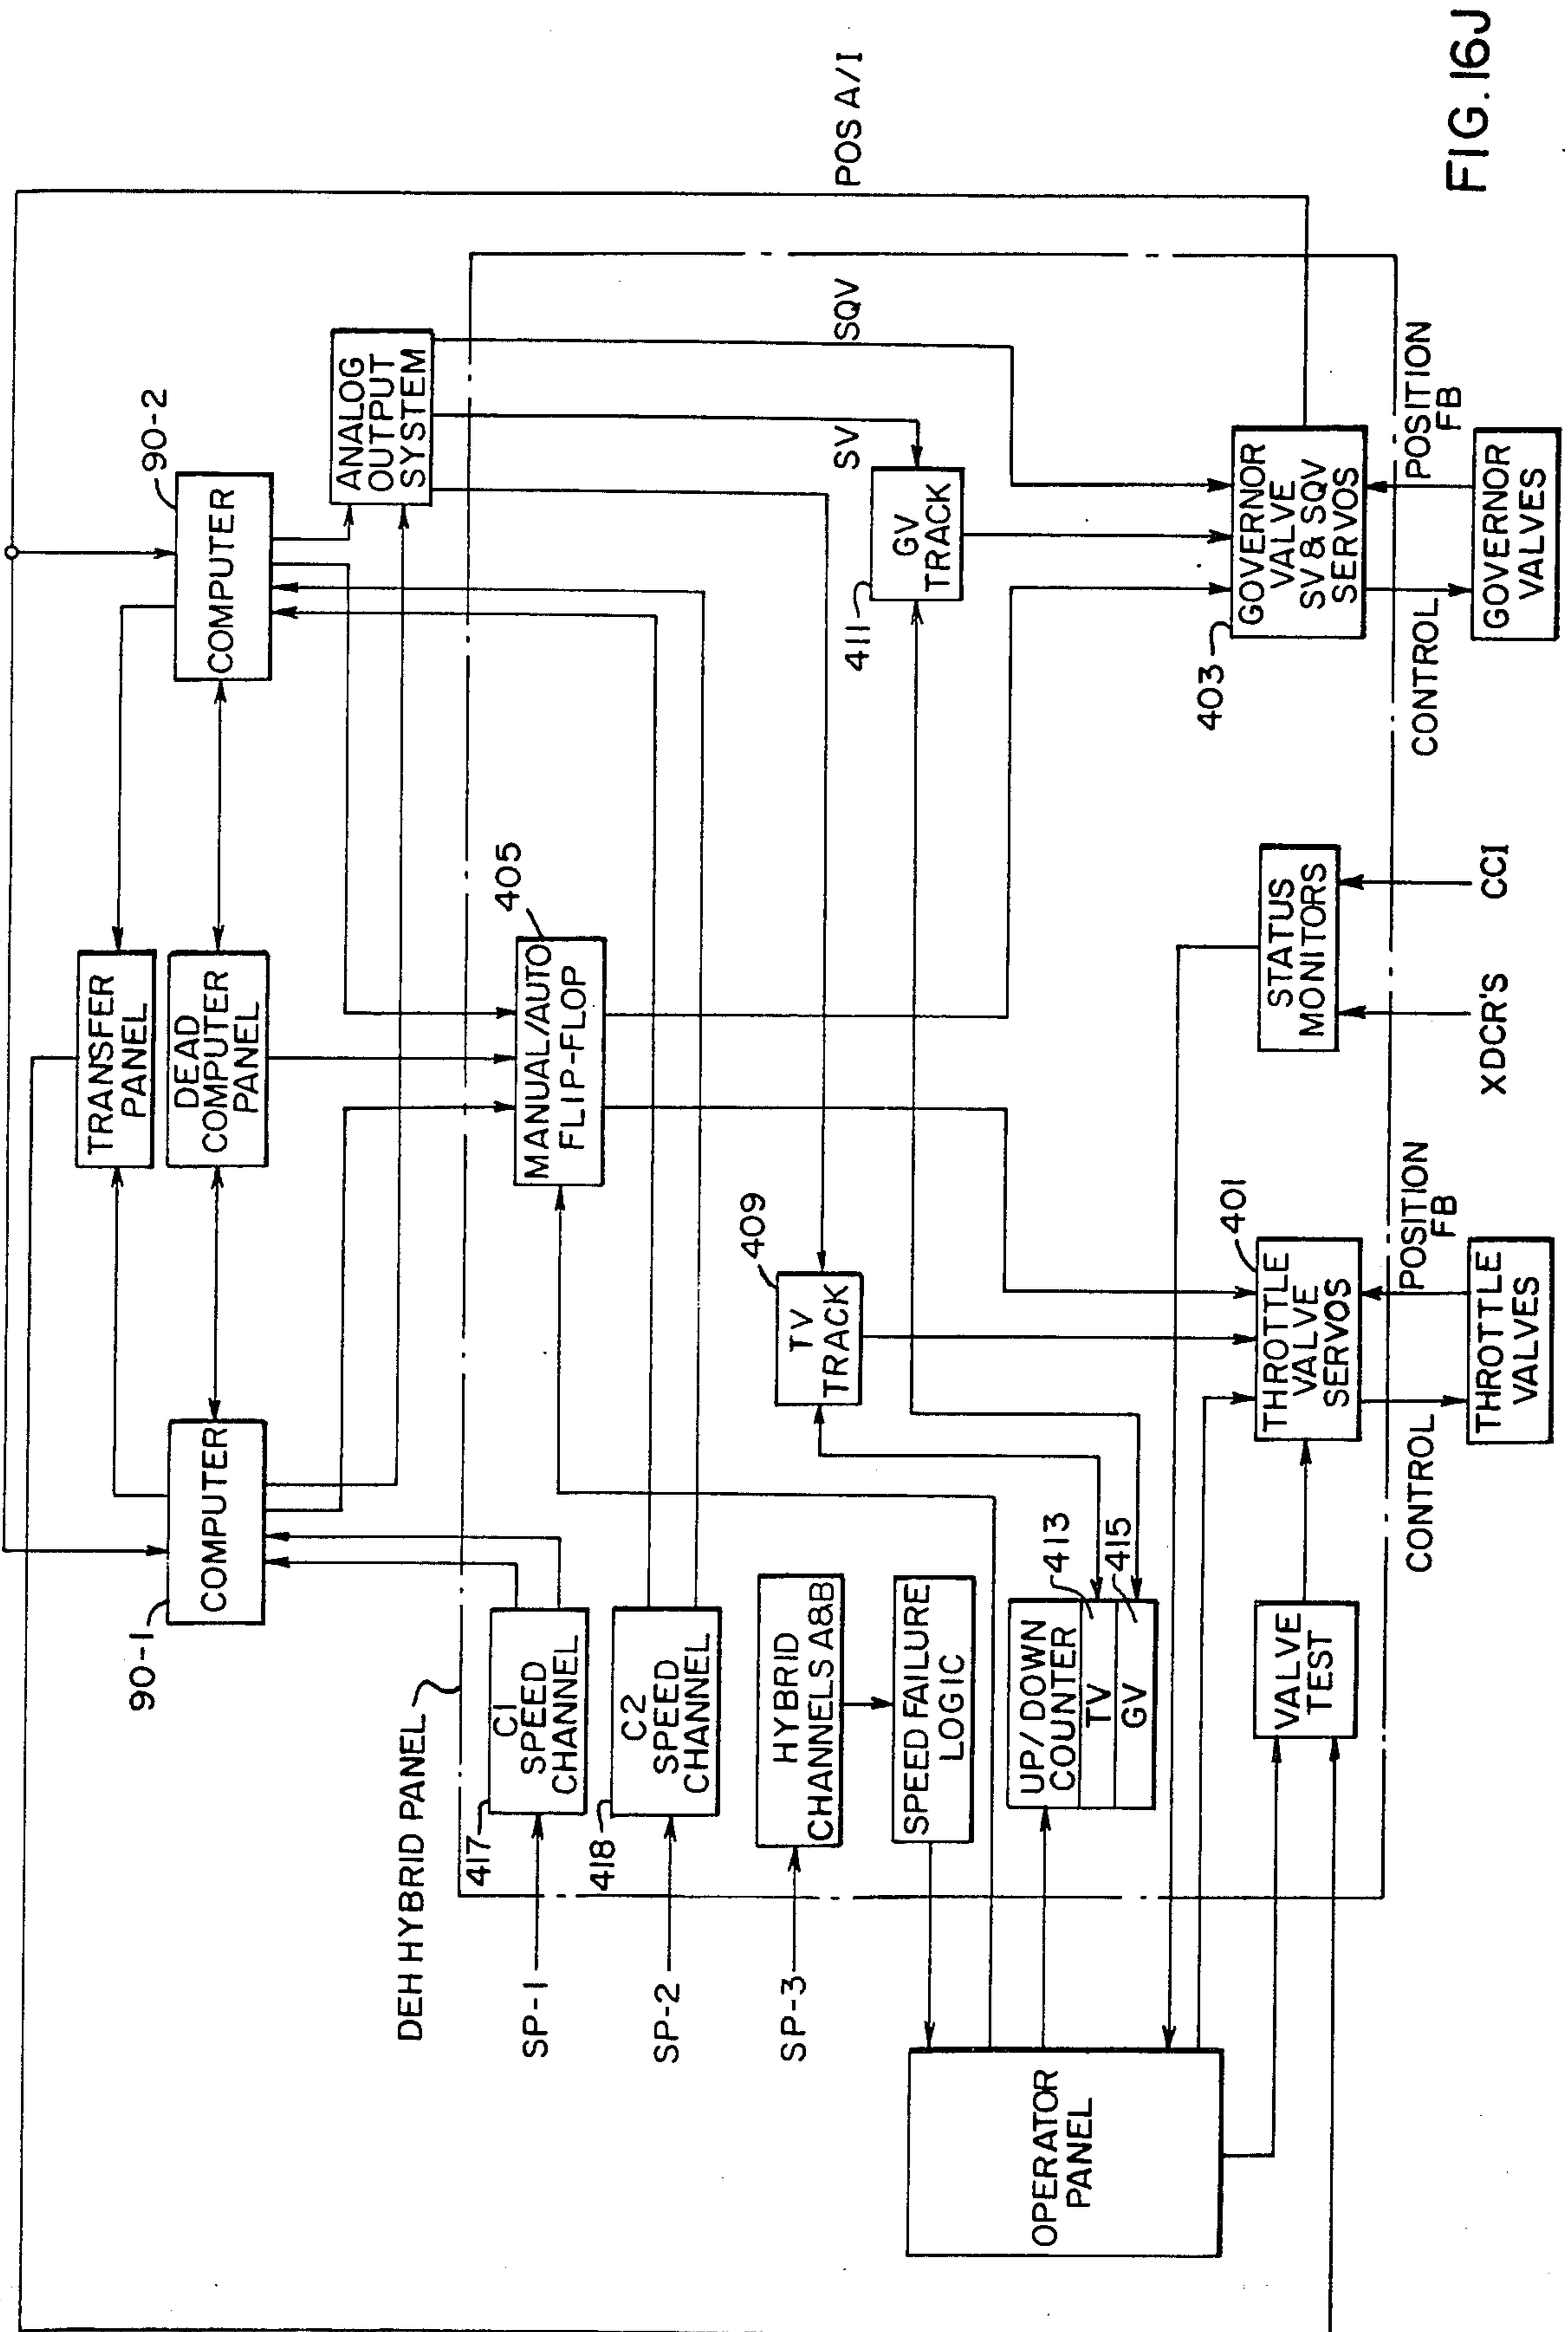 90-1
COMPUTER
TRANSFER
PANEL
DEAD
COMPUTER
PANEL
90-2
COMPUTER
ANALOG
OUTPUT
SYSTEM
DEH HYBRID PANEL
SP-1
417
C1
SPEED
CHANNEL
SP-2
418
C2
SPEED
CHANNEL
SP-3
HYBRID
CHANNELS A&B
SPEED FAILURE
LOGIC
MANUAL/AUTO
FLIP-FLOP
405
409
TV
TRACK
411
GV
TRACK
SV
SQV
POS A/I
OPERATOR
PANEL
UP/DOWN
COUNTER
TV
GV
413
415
VALVE
TEST
THROTTLE
VALVE
SERVOS
401
STATUS
MONITORS
403
GOVERNOR
VALVE
SV & SQV
SERVOS
CONTROL
POSITION
FB
THROTTLE
VALVES
XDCR'S
CCI
CONTROL
POSITION
FB
GOVERNOR
VALVES
FIG. 16J